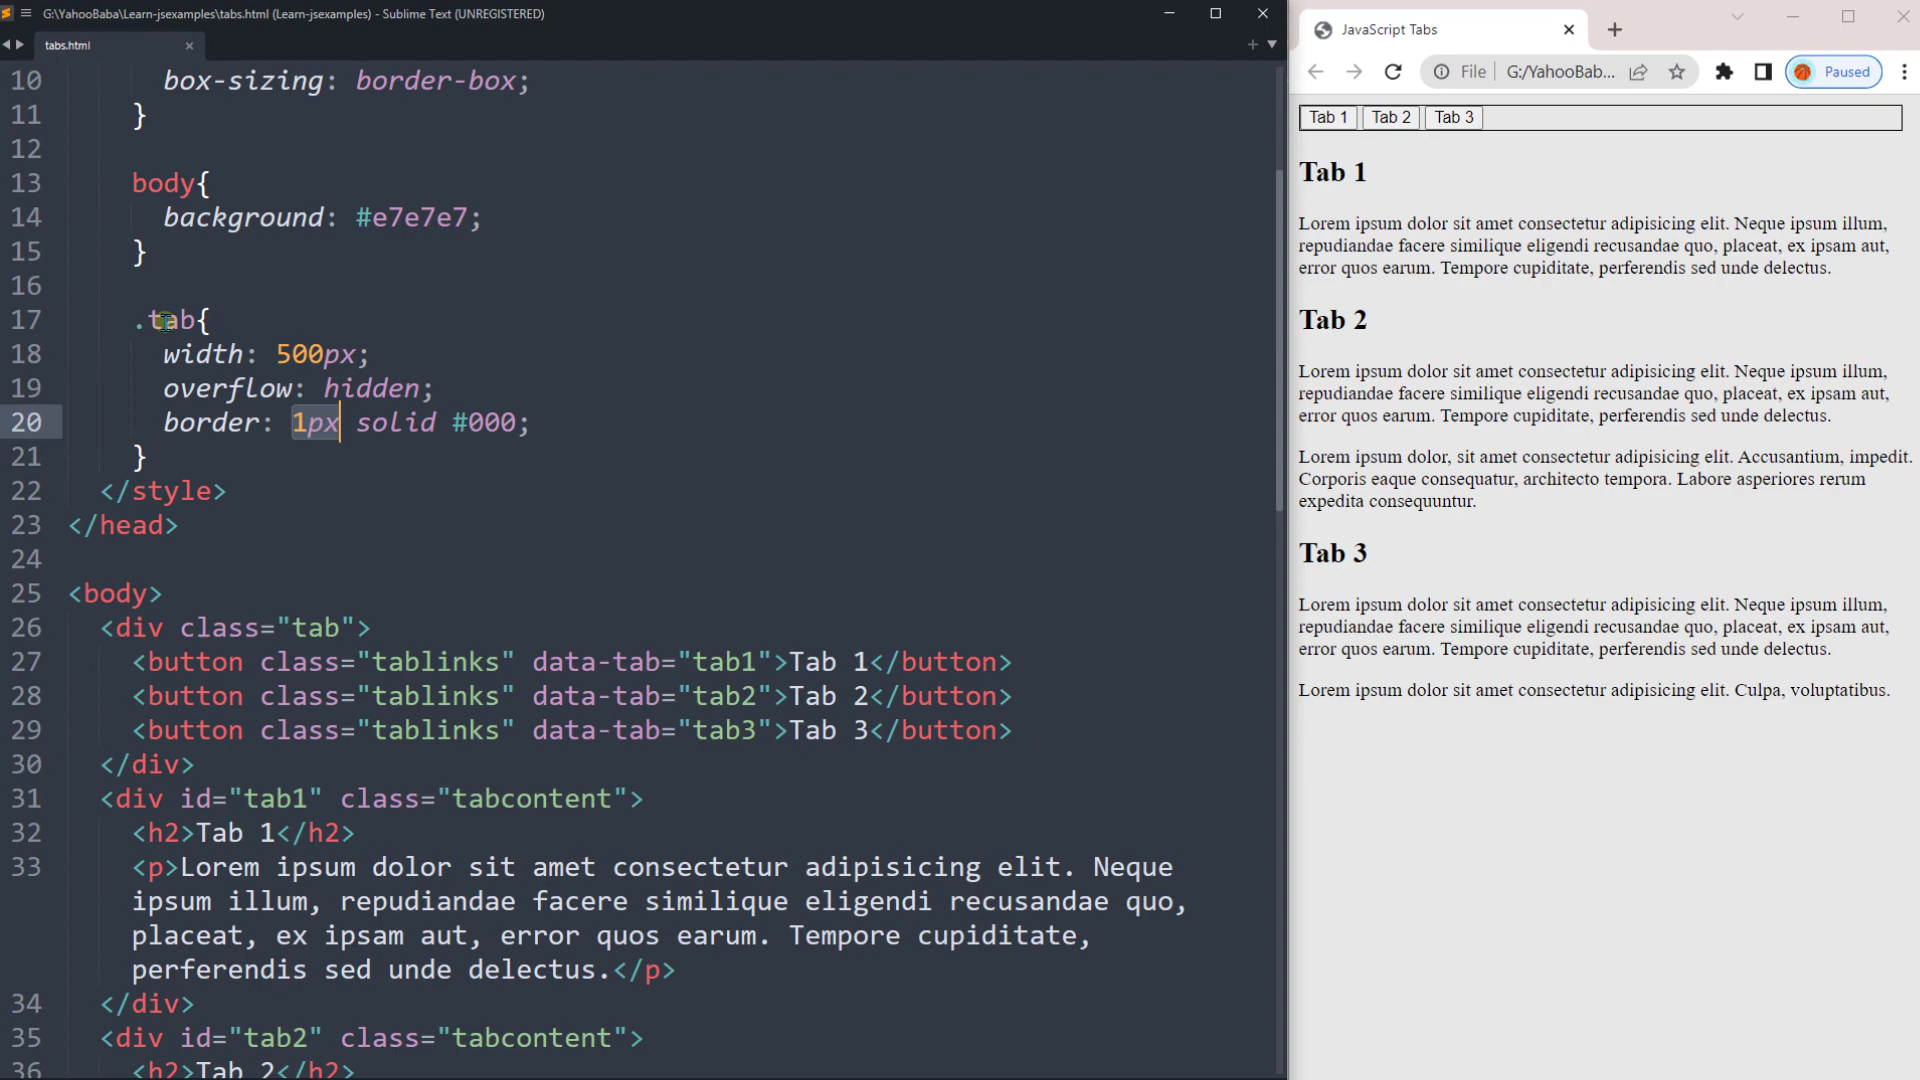 G:\YahooBaba\Learn-jsexamples\tabs.html (Learn-jsexamples) - Sublime Text (UNREGISTERED)
tabs.html
10 box-sizing: border-box;
11 }
12
13 body{
14 background: #e7e7e7;
15 }
16
17 .tab{
18 width: 500px;
19 overflow: hidden;
20 border: 1px solid #000;
21 }
22 </style>
23 </head>
24
25 <body>
26 <div class="tab">
27 <button class="tablinks" data-tab="tab1">Tab 1</button>
28 <button class="tablinks" data-tab="tab2">Tab 2</button>
29 <button class="tablinks" data-tab="tab3">Tab 3</button>
30 </div>
31 <div id="tab1" class="tabcontent">
32 <h2>Tab 1</h2>
33 <p>Lorem ipsum dolor sit amet consectetur adipisicing elit. Neque
ipsum illum, repudiandae facere similique eligendi recusandae quo,
placeat, ex ipsam aut, error quos earum. Tempore cupiditate,
perferendis sed unde delectus.</p>
34 </div>
35 <div id="tab2" class="tabcontent">
36 <h2>Tab 2</h2>
JavaScript Tabs
File G:/YahooBab... Paused
Tab 1 Tab 2 Tab 3
Tab 1
Lorem ipsum dolor sit amet consectetur adipisicing elit. Neque ipsum illum,
repudiandae facere similique eligendi recusandae quo, placeat, ex ipsam aut,
error quos earum. Tempore cupiditate, perferendis sed unde delectus.
Tab 2
Lorem ipsum dolor sit amet consectetur adipisicing elit. Neque ipsum illum,
repudiandae facere similique eligendi recusandae quo, placeat, ex ipsam aut,
error quos earum. Tempore cupiditate, perferendis sed unde delectus.
Lorem ipsum dolor, sit amet consectetur adipisicing elit. Accusantium, impedit.
Corporis eaque consequatur, architecto tempora. Labore asperiores rerum
expedita consequuntur.
Tab 3
Lorem ipsum dolor sit amet consectetur adipisicing elit. Neque ipsum illum,
repudiandae facere similique eligendi recusandae quo, placeat, ex ipsam aut,
error quos earum. Tempore cupiditate, perferendis sed unde delectus.
Lorem ipsum dolor sit amet consectetur adipisicing elit. Culpa, voluptatibus.